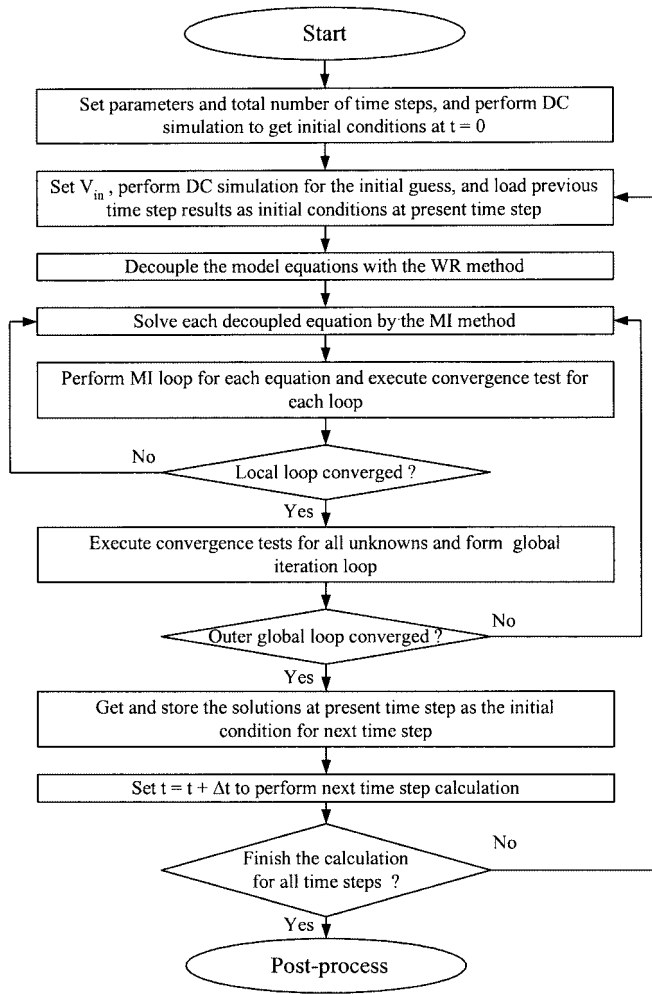 Start
Set parameters and total number of time steps, and perform DC
simulation to get initial conditions at t = 0
Set Vin , perform DC simulation for the initial guess, and load previous
time step results as initial conditions at present time step
Decouple the model equations with the WR method
Solve each decoupled equation by the MI method
Perform MI loop for each equation and execute convergence test for
each loop
No
Local loop converged ?
Yes
Execute convergence tests for all unknowns and form global
iteration loop
Outer global loop converged ?
No
Yes
Get and store the solutions at present time step as the initial
condition for next time step
Set t = t + Δt to perform next time step calculation
Finish the calculation
for all time steps ?
No
Yes
Post-process